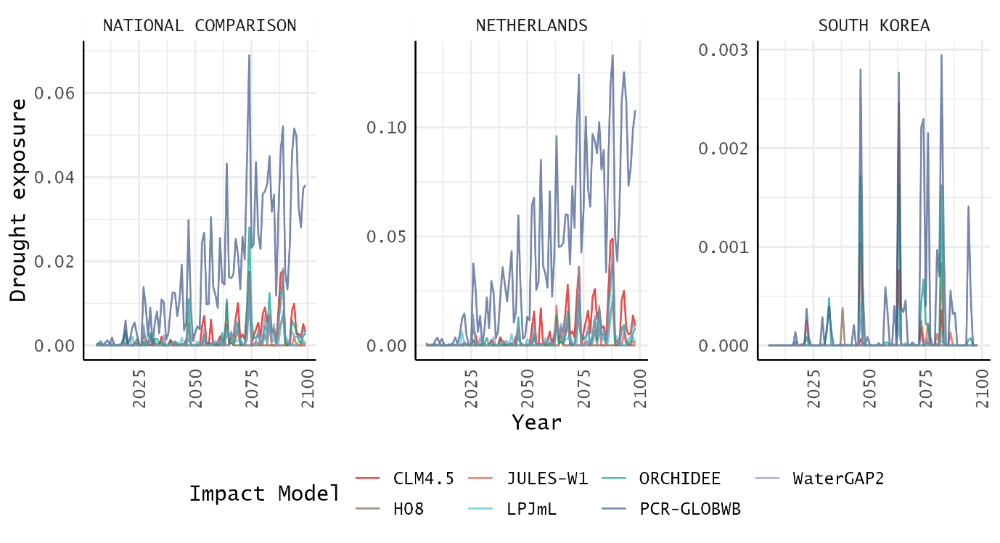 NATIONAL COMPARISON
NETHERLANDS
SOUTH KOREA
Drought exposure
0.06
0.04
0.02
0.00
0.10
0.05
0.00
0.003
0.002
0.001
0.000
2025 2050 2075 2100
2025 2050 2075 2100
2025 2050 2075 2100
Year
Impact Model
CLM4.5 JULES-W1 ORCHIDEE WaterGAP2
H08 LPJmL PCR-GLOBWB